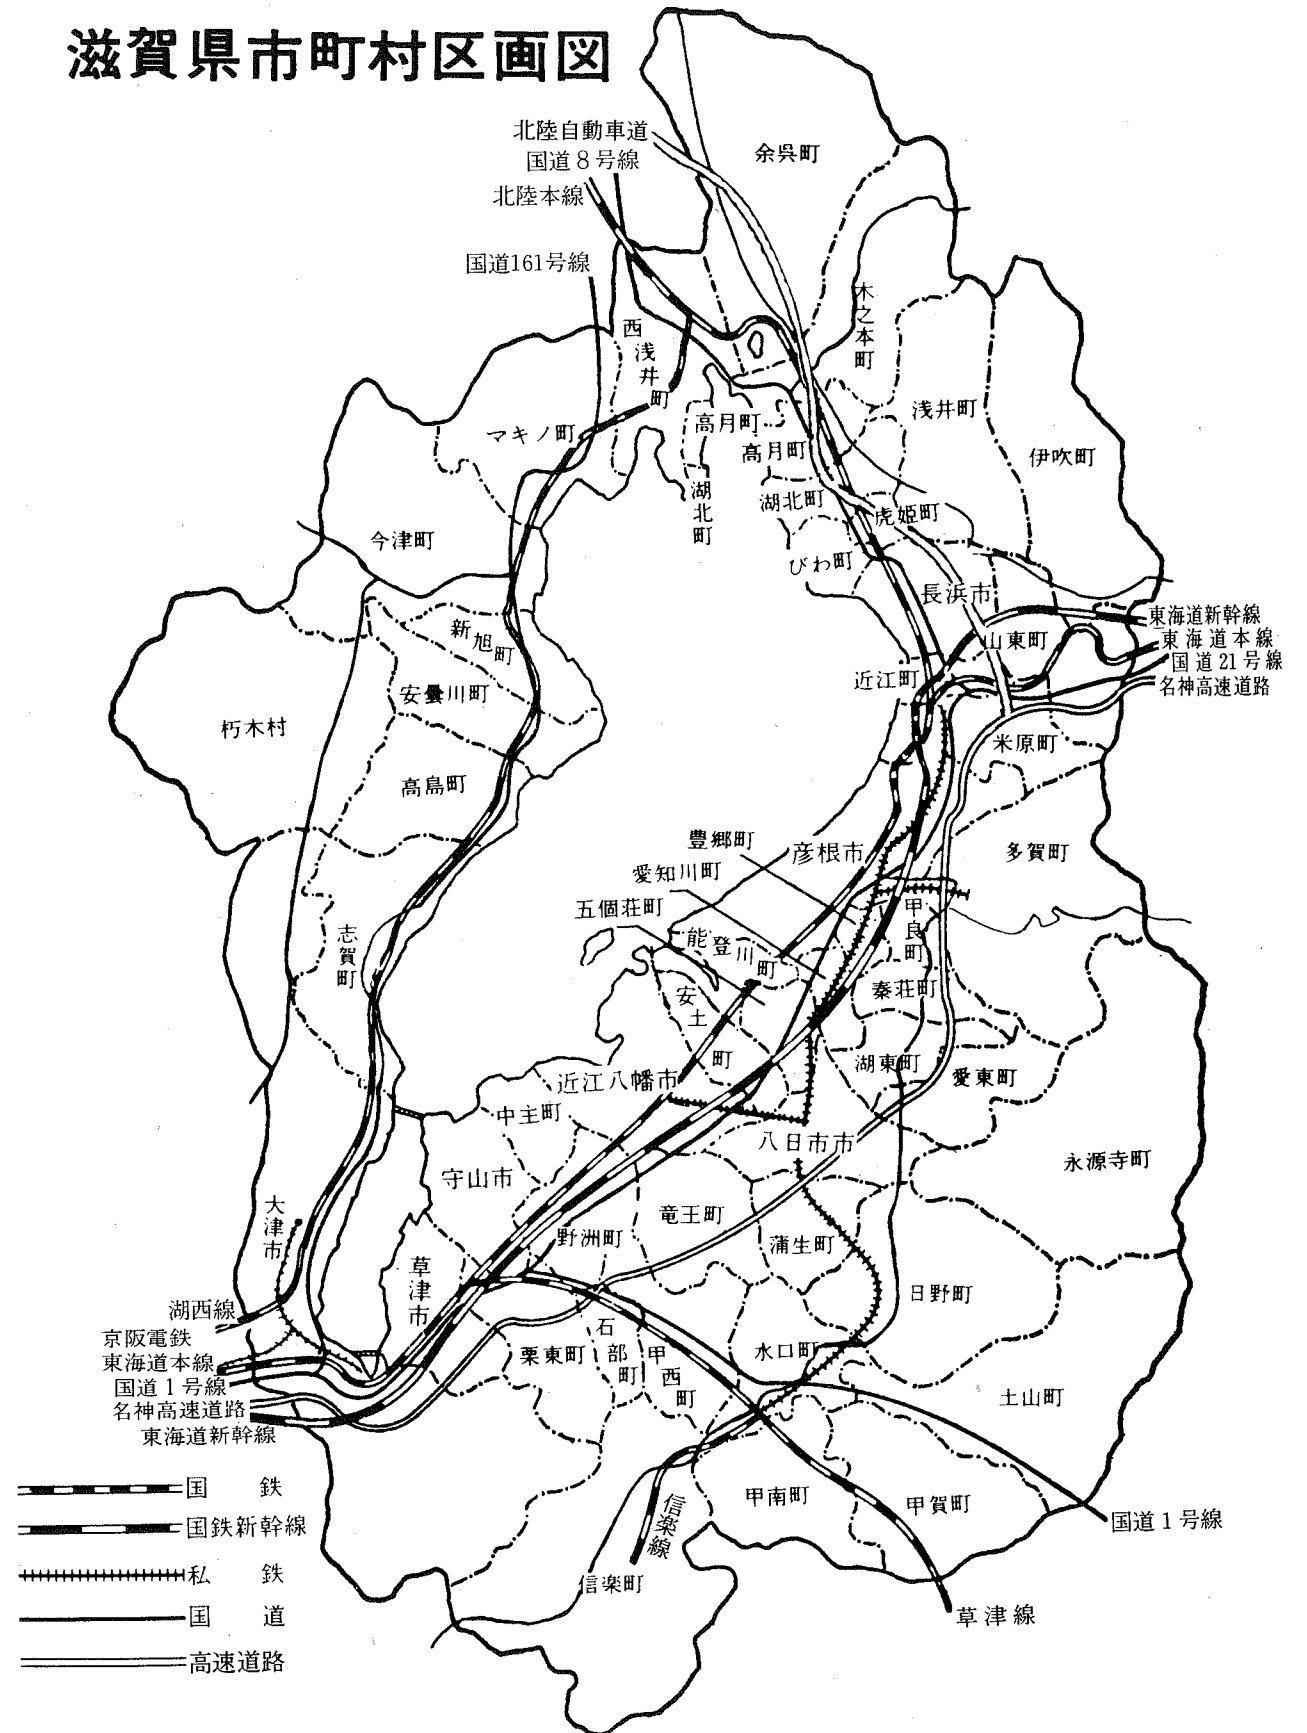 滋賀県市町村区画図
北陸自動車道
国道8号線
北陸本線
国道161号線
余呉町
木之本町
西浅井町
高月町
高月町
浅井町
伊吹町
マキノ町
湖北町
湖北町
虎姫町
びわ町
今津町
長浜市
東海道新幹線
東海道本線
国道21号線
名神高速道路
山東町
近江町
米原町
新旭町
安曇川町
朽木村
高島町
豊郷町
愛知川町
五個荘町
彦根市
多賀町
甲良町
能登川町
志賀町
安土町
秦荘町
湖東町
愛東町
近江八幡市
中主町
八日市市
永源寺町
守山市
竜王町
野洲町
蒲生町
大津市
草津市
日野町
湖西線
京阪電鉄
東海道本線
国道1号線
名神高速道路
東海道新幹線
栗東町
石部町
甲西町
水口町
土山町
甲南町
甲賀町
国道1号線
信楽線
信楽町
草津線
国鉄
国鉄新幹線
私鉄
国道
高速道路